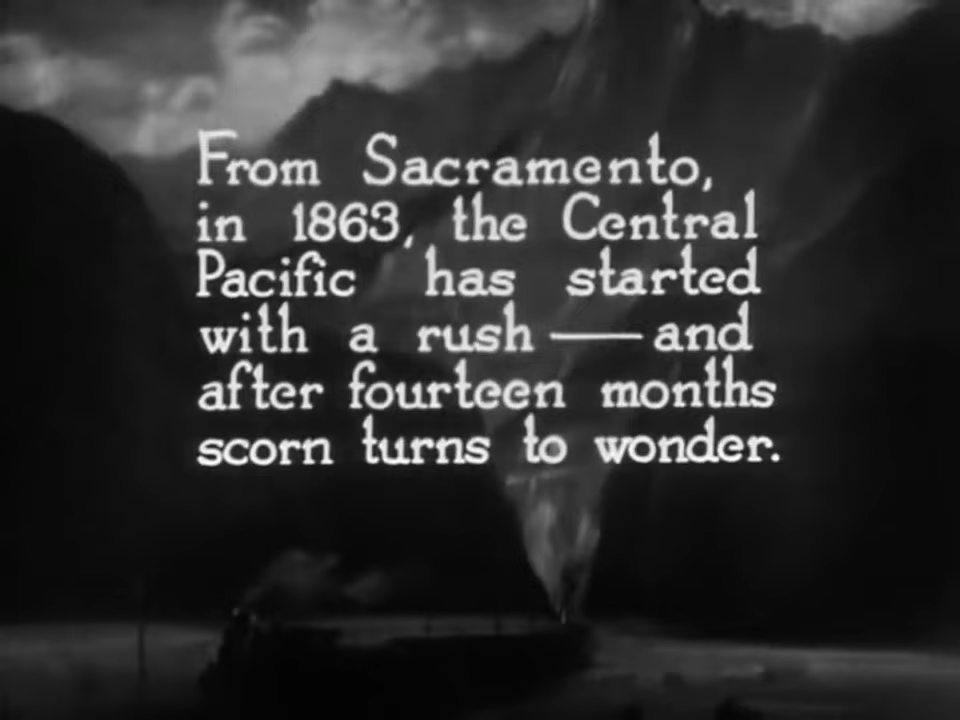 From Sacramento,
in 1863, the Central
Pacific has started
with a rush — and
after fourteen months
scorn turns to wonder.